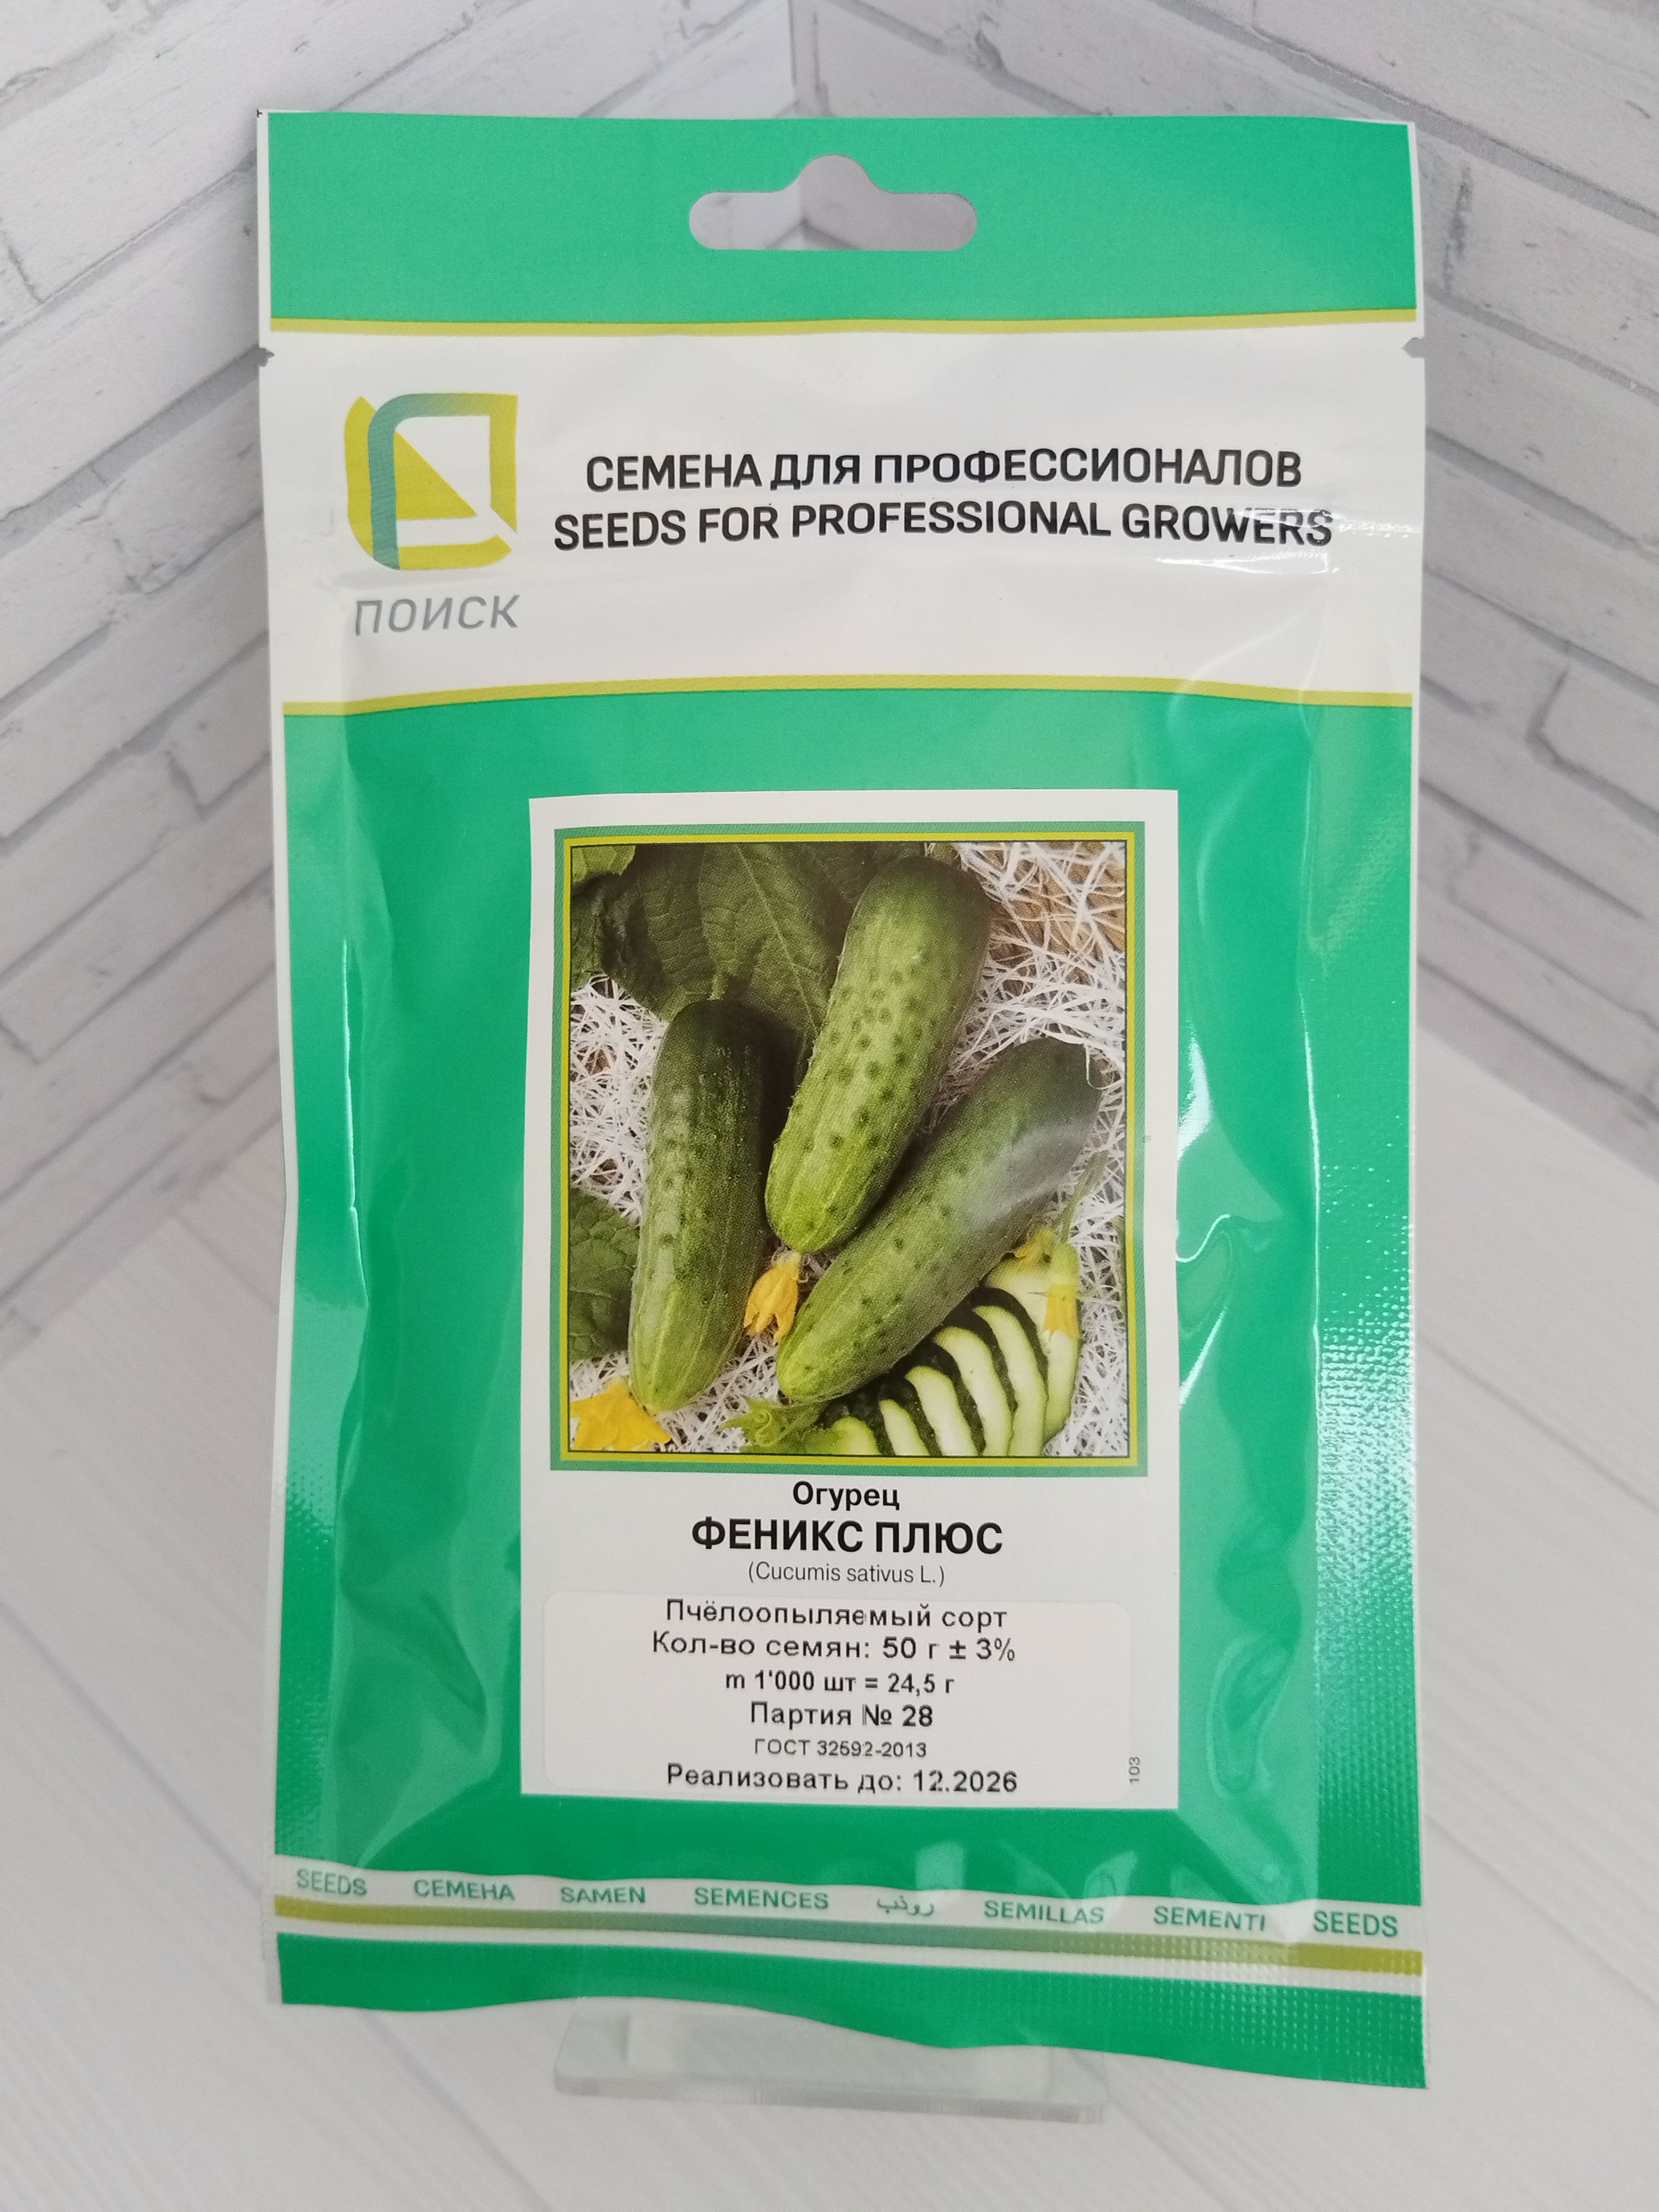 СЕМЕНА ДЛЯ ПРОФЕССИОНАЛОВ
SEEDS FOR PROFESSIONAL GROWERS
ПОИСК
Огурец
ФЕНИКС ПЛЮС
(Cucumis sativus L.)
Пчёлоопыляемый сорт
Кол-во семян: 50 г ± 3%
m 1'000 шт = 24,5 г
Партия № 28
ГОСТ 32592-2013
Реализовать до: 12.2026
103
SEEDS СЕМЕНА SAMEN SEMENCES SEMILLAS SEMENTI SEEDS